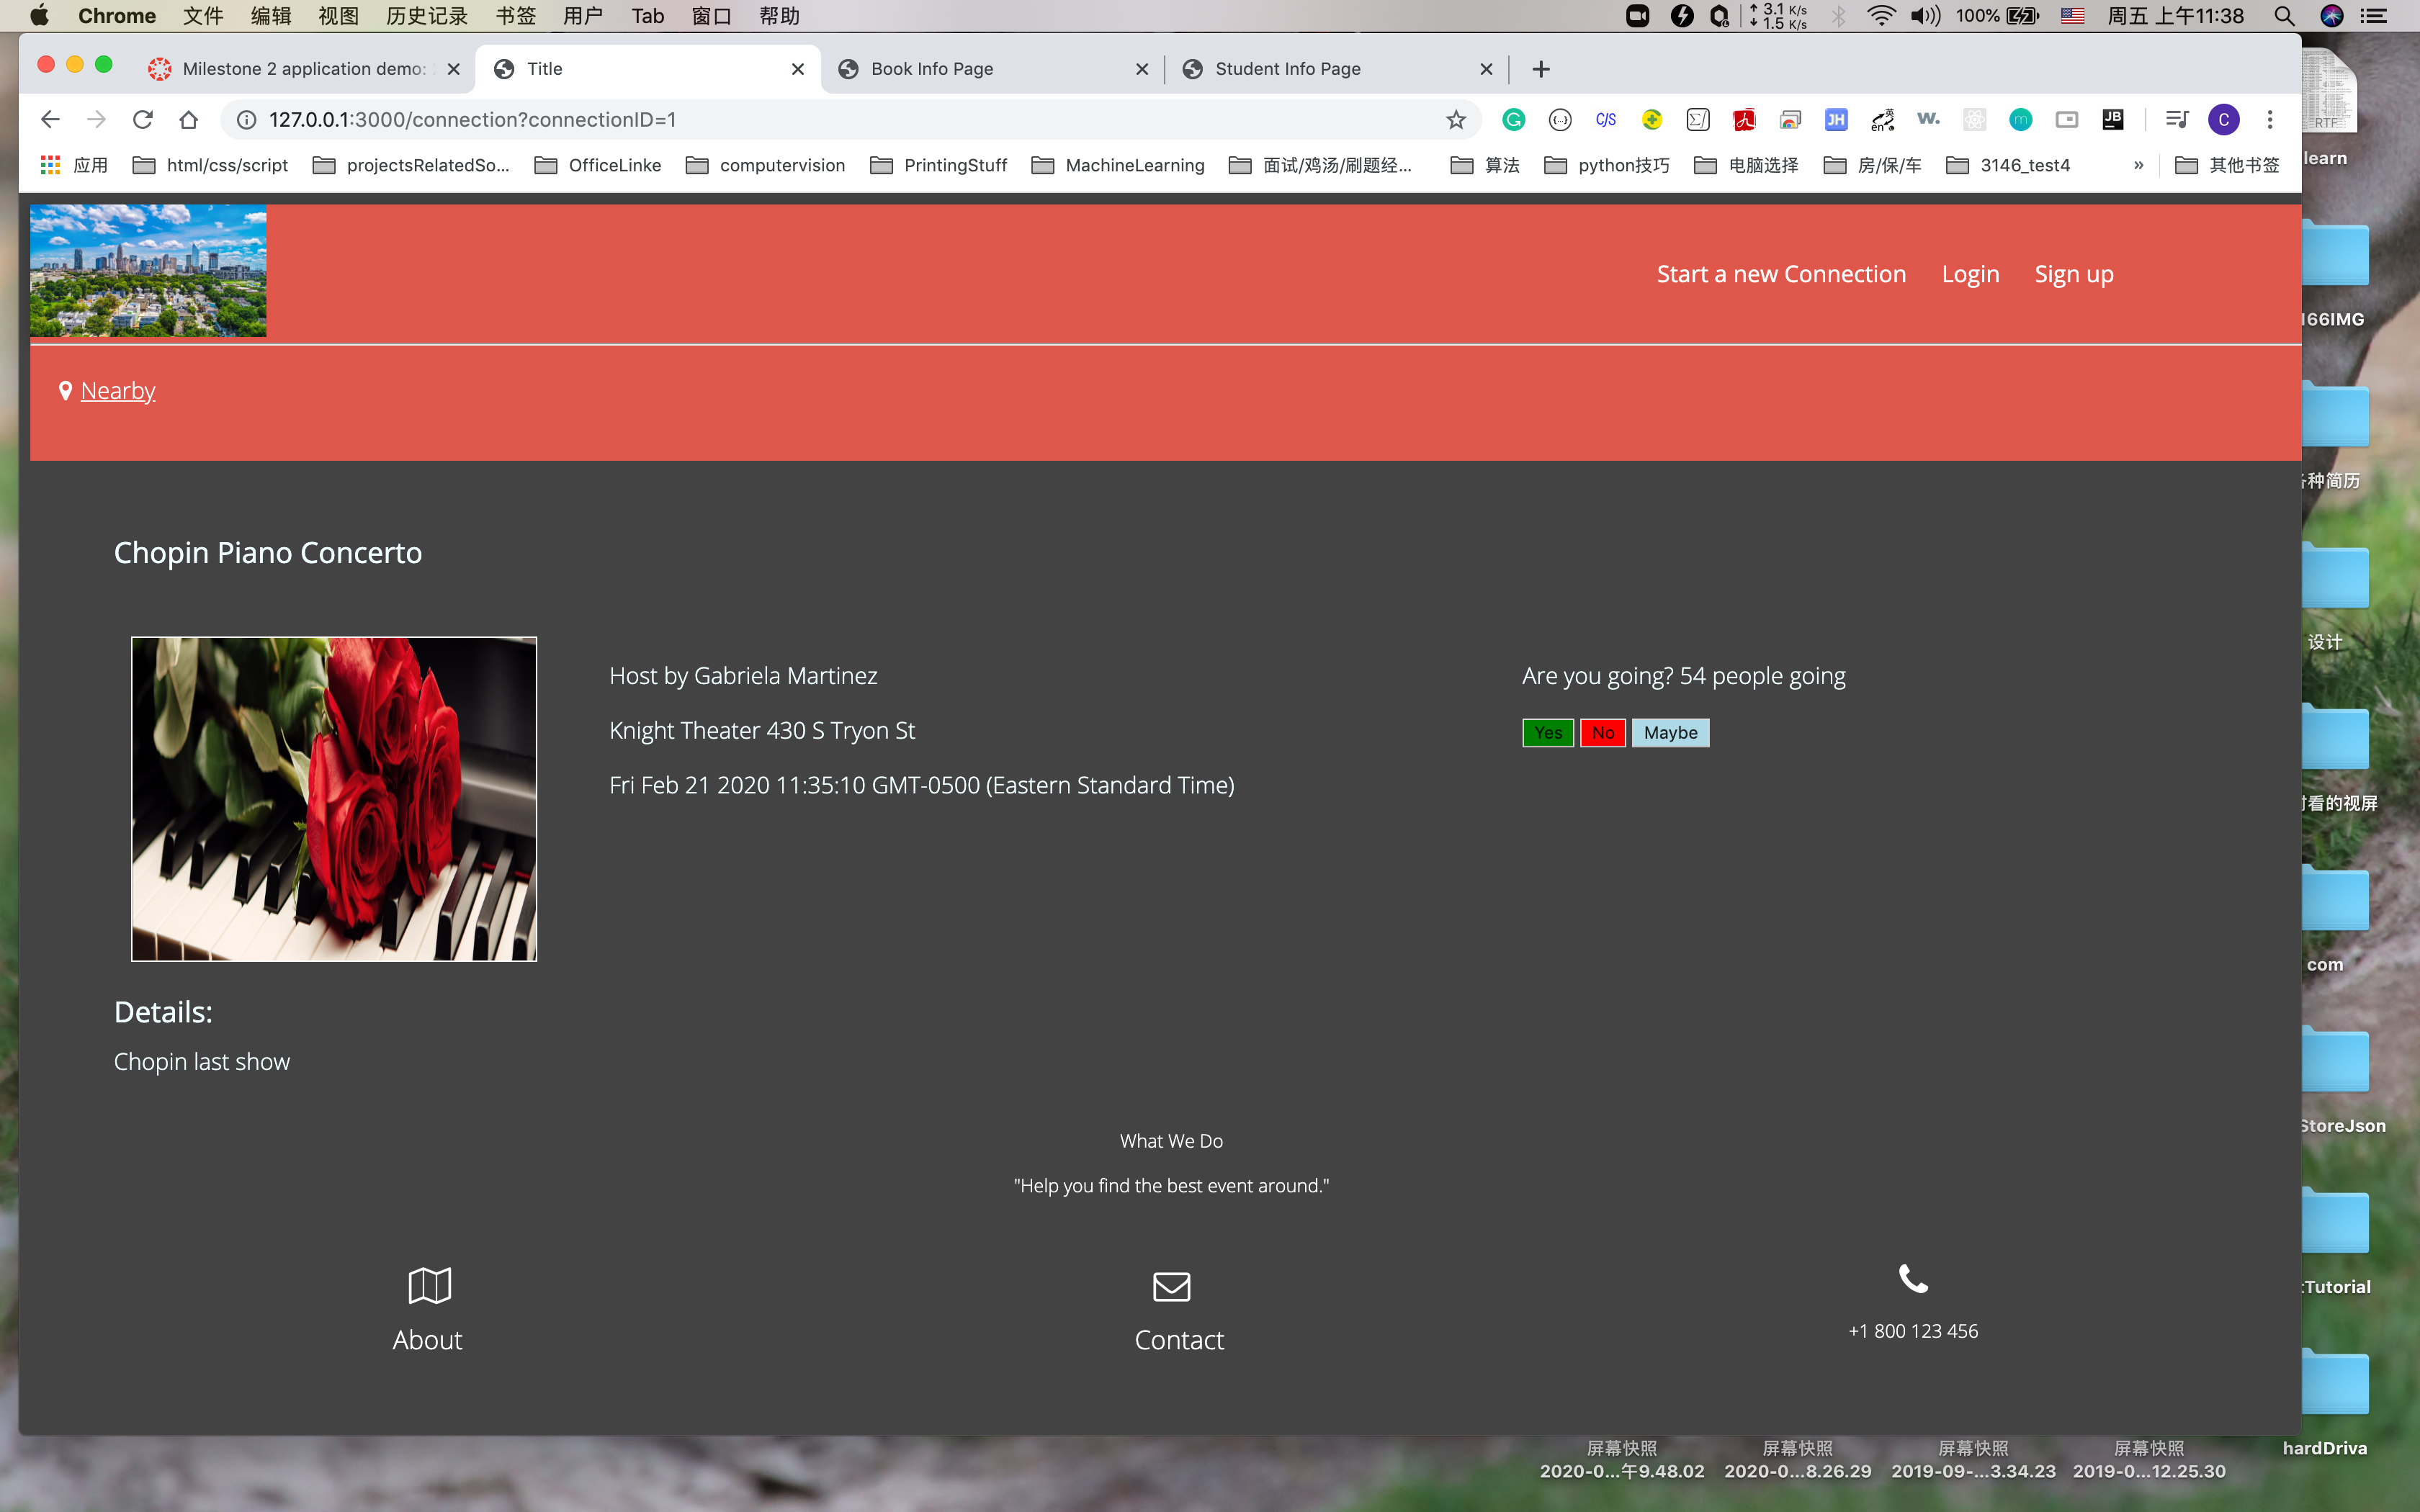 Chrome 文件 编辑 视图 历史记录 书签 用户 Tab 窗口 帮助 3.1 K/s 1.5 K/s 100% 周五 上午11:38
Milestone 2 application demo: Title Book Info Page Student Info Page
127.0.0.1:3000/connection?connectionID=1
应用 html/css/script projectsRelatedSo... OfficeLinke computervision PrintingStuff MachineLearning 面试/鸡汤/刷题经... 算法 python技巧 电脑选择 房/保/车 3146_test4 » 其他书签
RTF
learn
Start a new Connection Login Sign up
166IMG
Nearby
种简历
Chopin Piano Concerto
设计
Host by Gabriela Martinez
Are you going? 54 people going
Knight Theater 430 S Tryon St
Yes No Maybe
Fri Feb 21 2020 11:35:10 GMT-0500 (Eastern Standard Time)
看的视屏
com
Details:
Chopin last show
StoreJson
What We Do
"Help you find the best event around."
tTutorial
About
Contact
+1 800 123 456
hardDriva
屏幕快照 屏幕快照 屏幕快照 屏幕快照
2020-0...午9.48.02 2020-0...8.26.29 2019-09-...3.34.23 2019-0...12.25.30